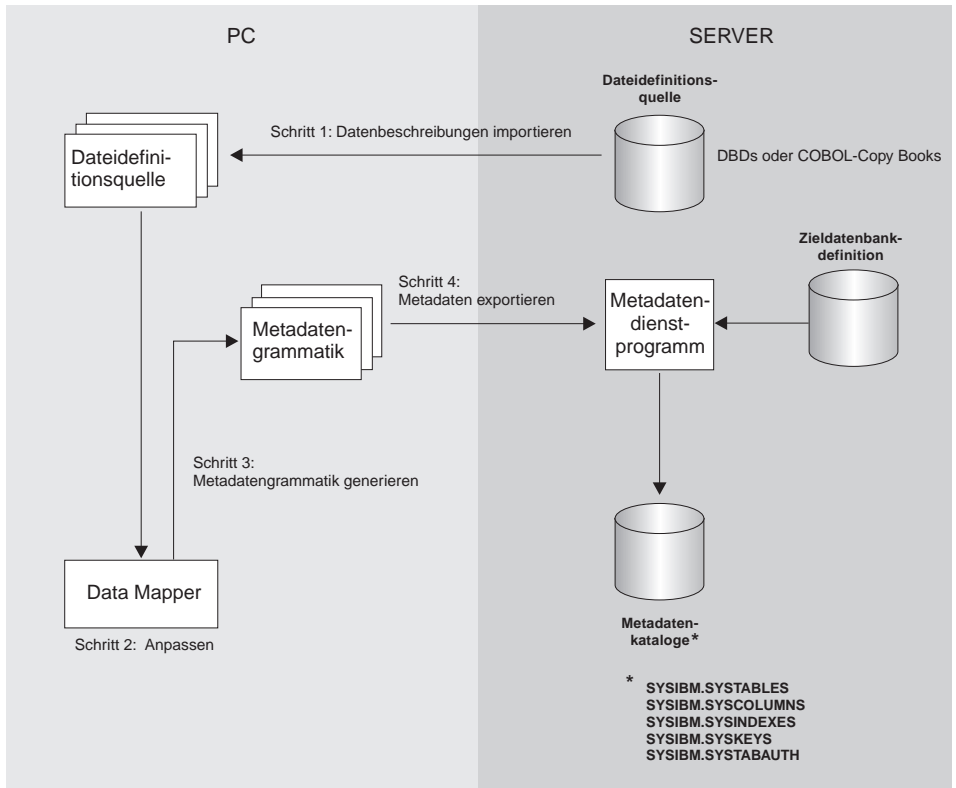 PC
SERVER
Dateidefinitions-
quelle
Schritt 1: Datenbeschreibungen importieren
DBDs oder COBOL-Copy Books
Dateidefini-
tionsquelle
Zieldatenbank-
definition
Schritt 4:
Metadaten exportieren
Metadaten-
grammatik
Metadaten-
dienst-
programm
Schritt 3:
Metadatengrammatik generieren
Data Mapper
Schritt 2: Anpassen
Metadaten-
kataloge*
* SYSIBM.SYSTABLES
SYSIBM.SYSCOLUMNS
SYSIBM.SYSINDEXES
SYSIBM.SYSKEYS
SYSIBM.SYSTABAUTH